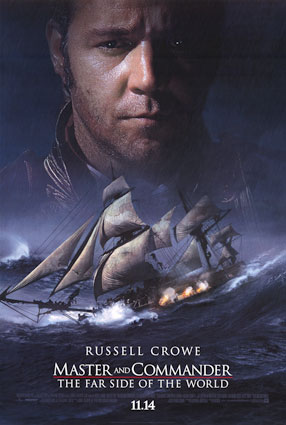 RUSSELL CROWE
MASTER AND COMMANDER
THE FAR SIDE OF THE WORLD
11.14